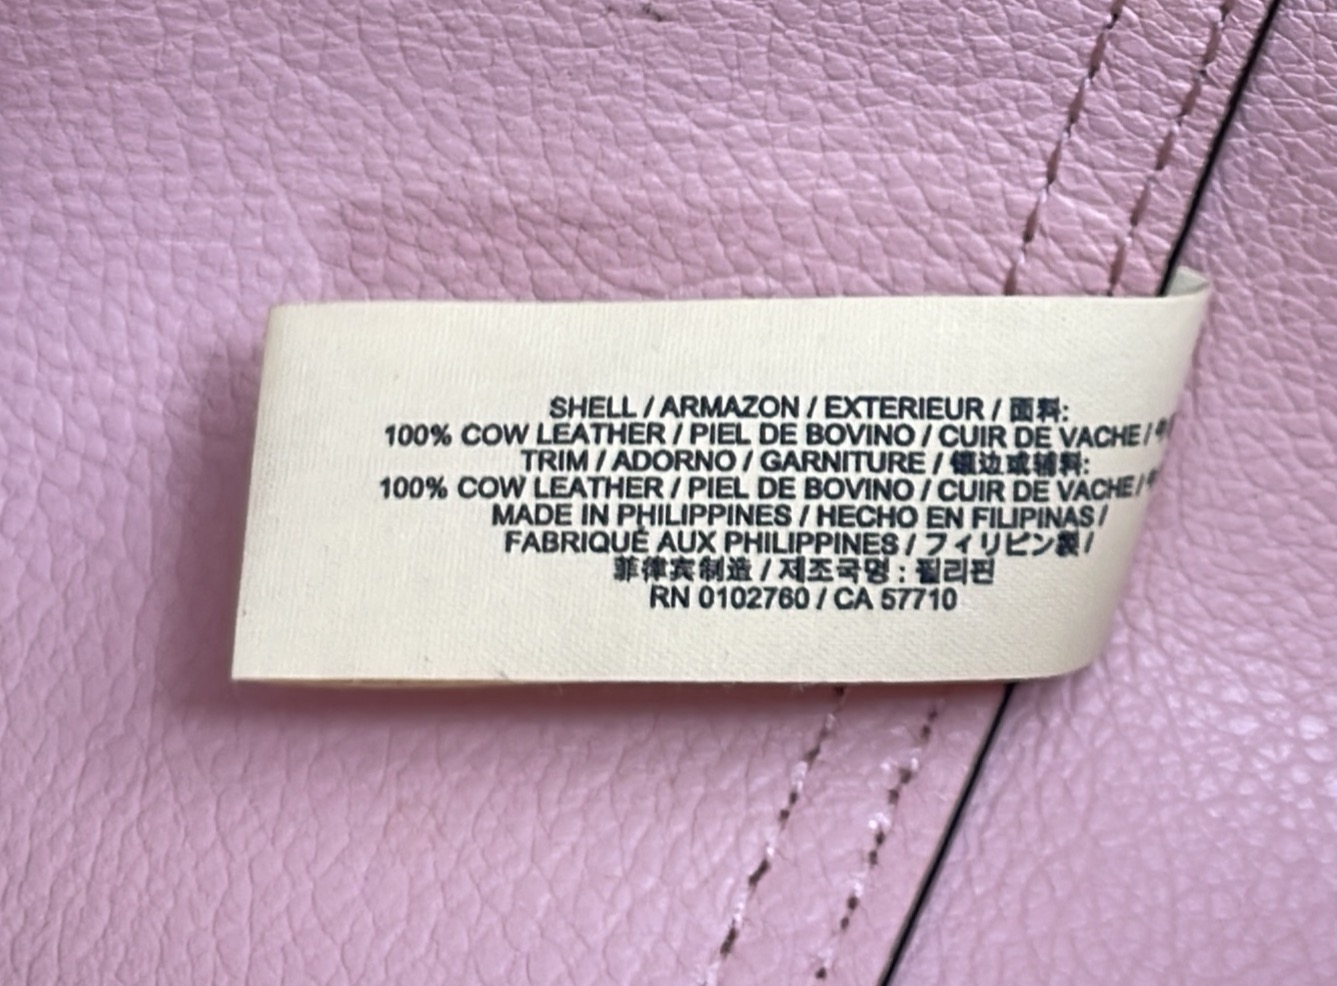 SHELL / ARMAZON / EXTERIEUR / 面料:
100% COW LEATHER / PIEL DE BOVINO / CUIR DE VACHE /
TRIM / ADORNO / GARNITURE / 镶边或辅料:
100% COW LEATHER / PIEL DE BOVINO / CUIR DE VACHE /
MADE IN PHILIPPINES / HECHO EN FILIPINAS /
FABRIQUÉ AUX PHILIPPINES / フィリピン製 /
菲律宾制造 / 제조국명 : 필리핀
RN 0102760 / CA 57710